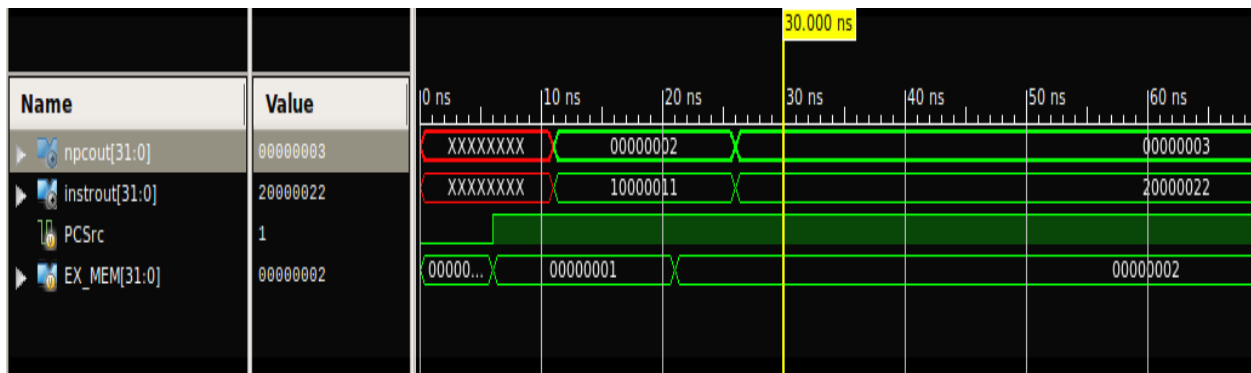 30.000 ns
Name Value 0 ns 10 ns 20 ns 30 ns 40 ns 50 ns 60 ns
npcout[31:0] 00000003 XXXXXXXX 00000002 00000003
instrout[31:0] 20000022 XXXXXXXX 10000011 20000022
PCSrc 1
EX_MEM[31:0] 00000002 00000... 00000001 00000002